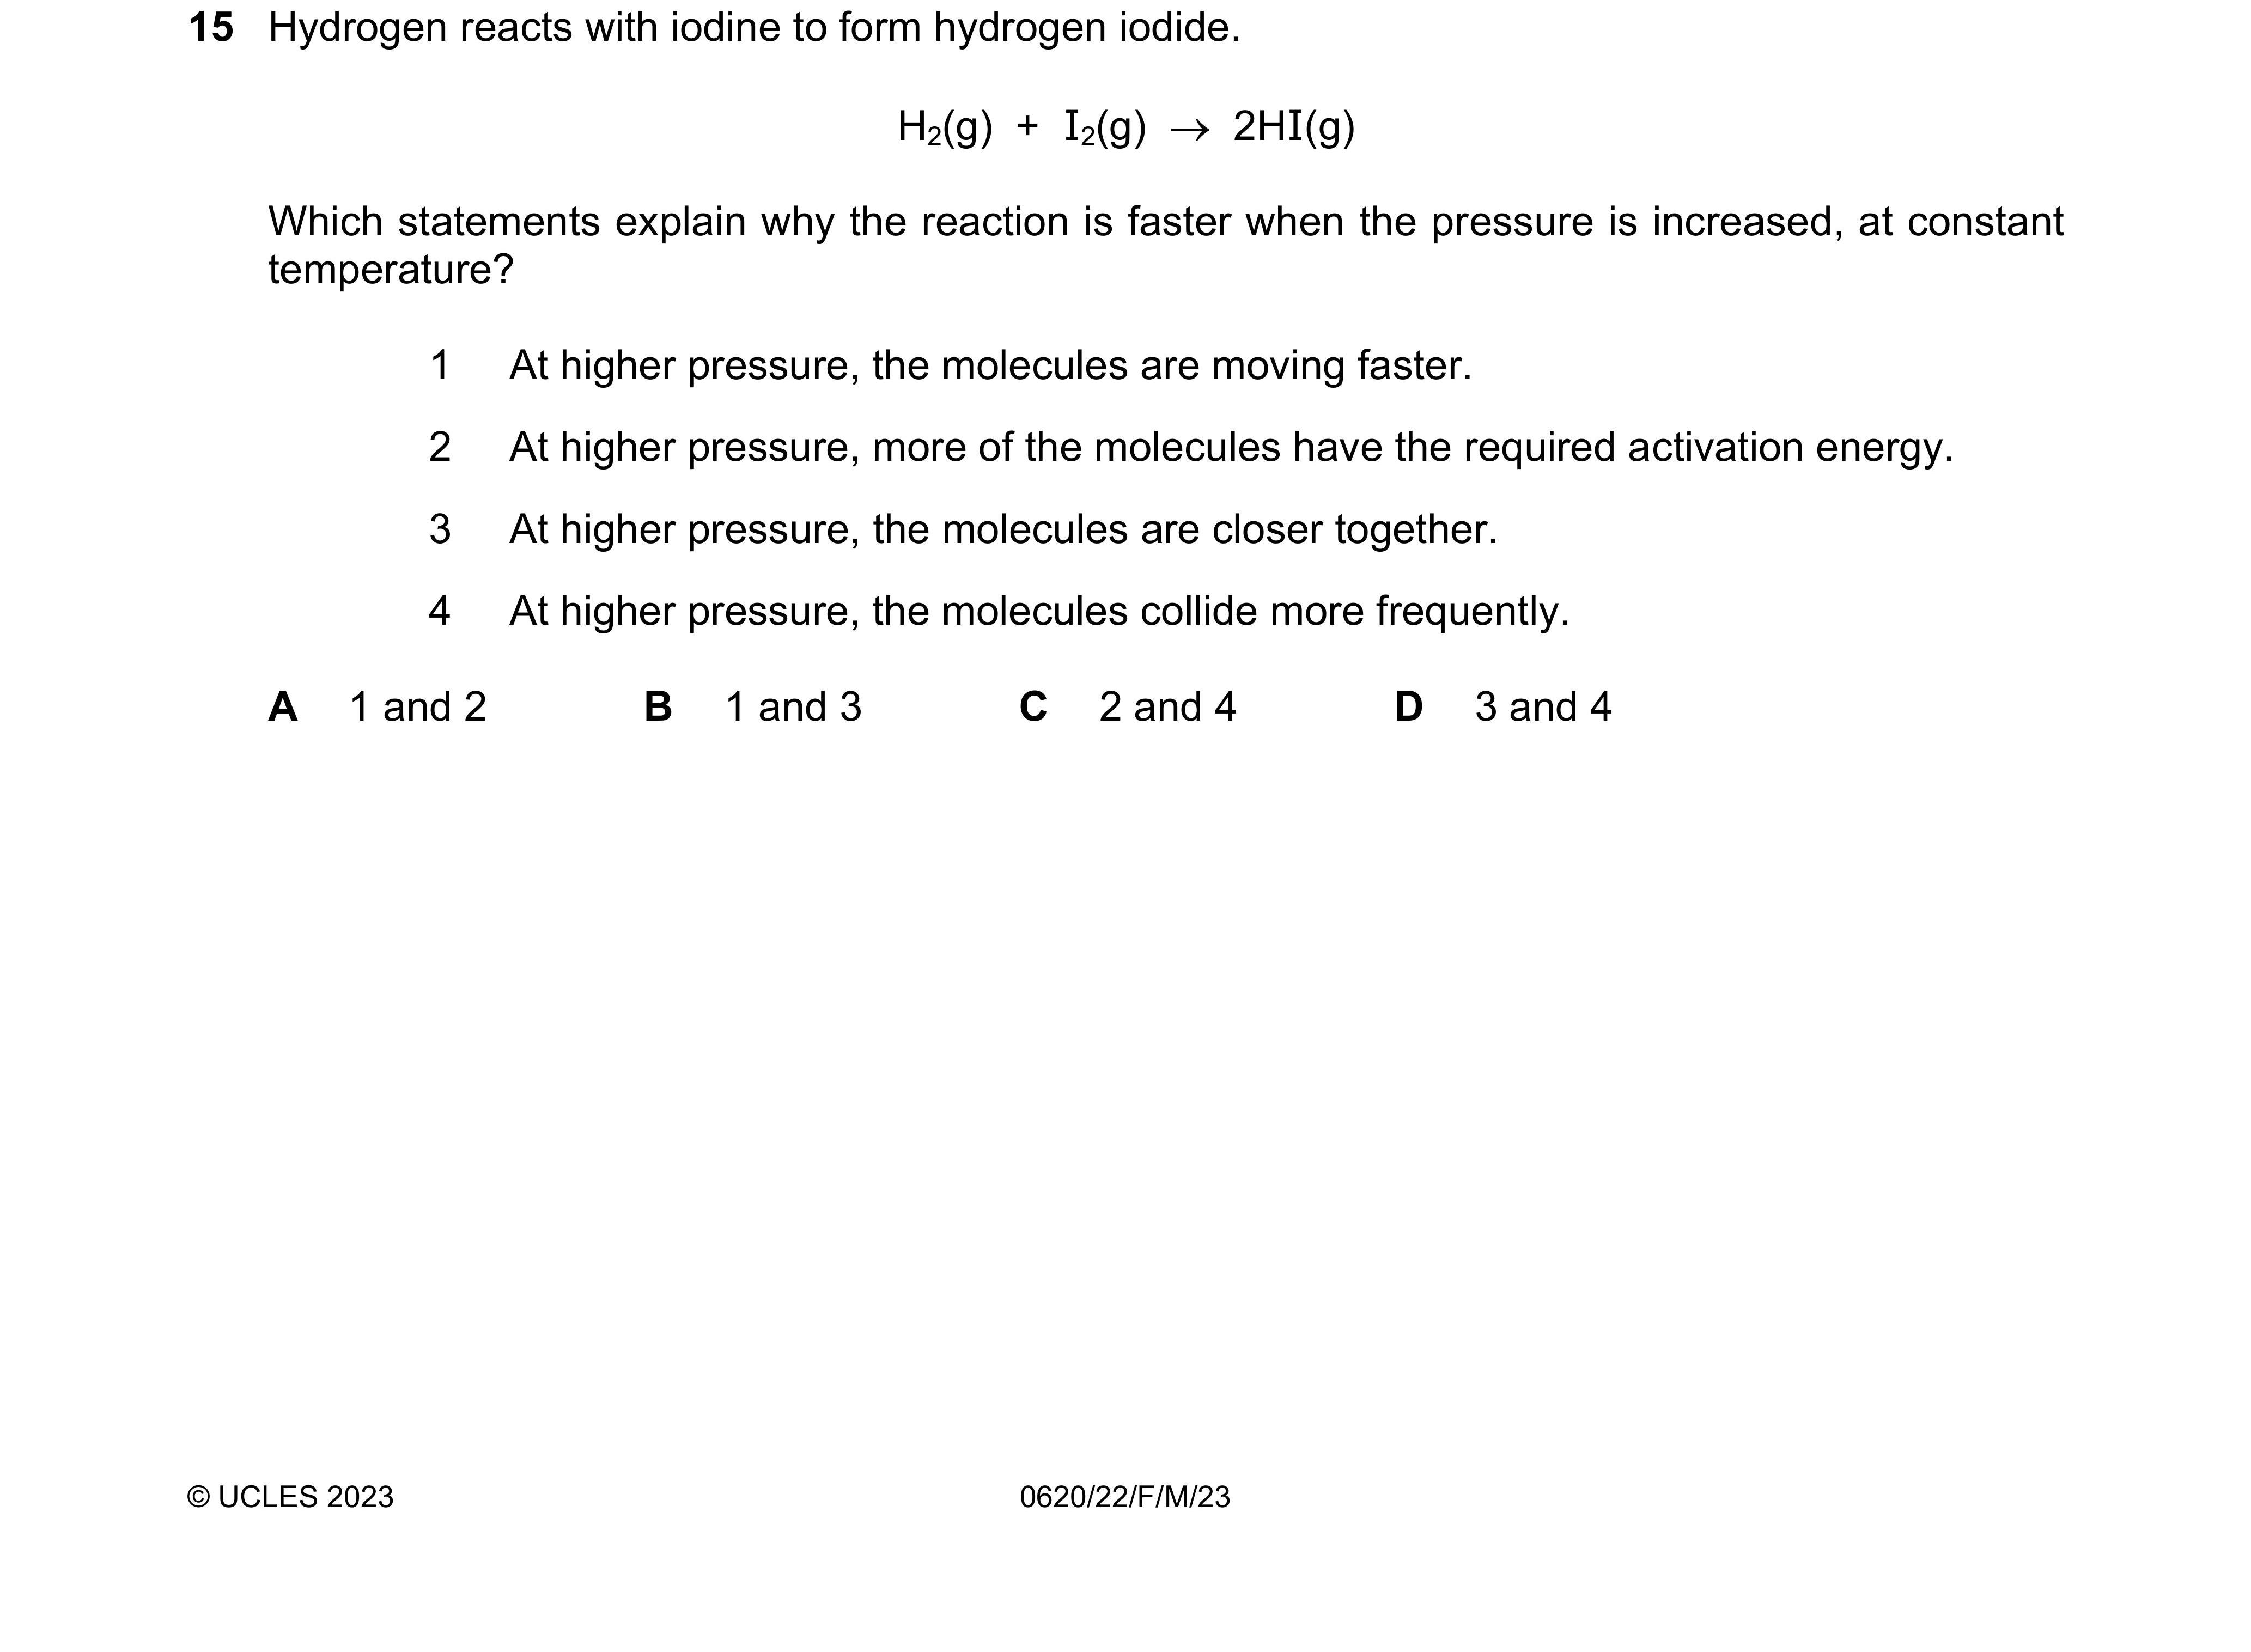 15 Hydrogen reacts with iodine to form hydrogen iodide.
H₂(g) + I₂(g) → 2HI(g)
Which statements explain why the reaction is faster when the pressure is increased, at constant
temperature?
1 At higher pressure, the molecules are moving faster.
2 At higher pressure, more of the molecules have the required activation energy.
3 At higher pressure, the molecules are closer together.
4 At higher pressure, the molecules collide more frequently.
A 1 and 2 B 1 and 3 C 2 and 4 D 3 and 4
© UCLES 2023 0620/22/F/M/23